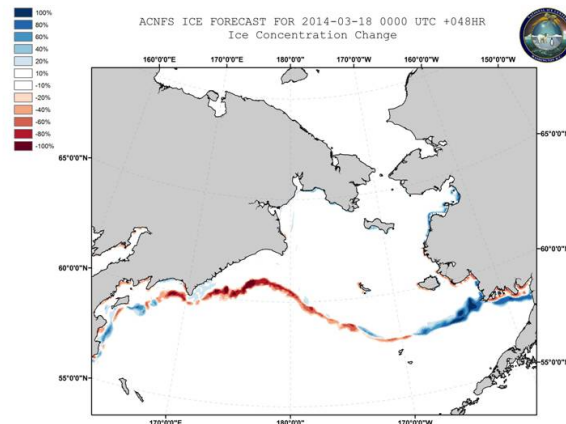 ACNFS ICE FORECAST FOR 2014-03-18 0000 UTC +048HR
Ice Concentration Change
100%
80%
60%
40%
20%
10%
-10%
-20%
-40%
-60%
-80%
-100%
160°0'0"E
170°0'0"E
180°0'0"
170°0'0"W
160°0'0"W
150°0'0"W
65°0'0"N
60°0'0"N
55°0'0"N
65°0'0"N
60°0'0"N
55°0'0"N
170°0'0"E
180°0'0"
170°0'0"W